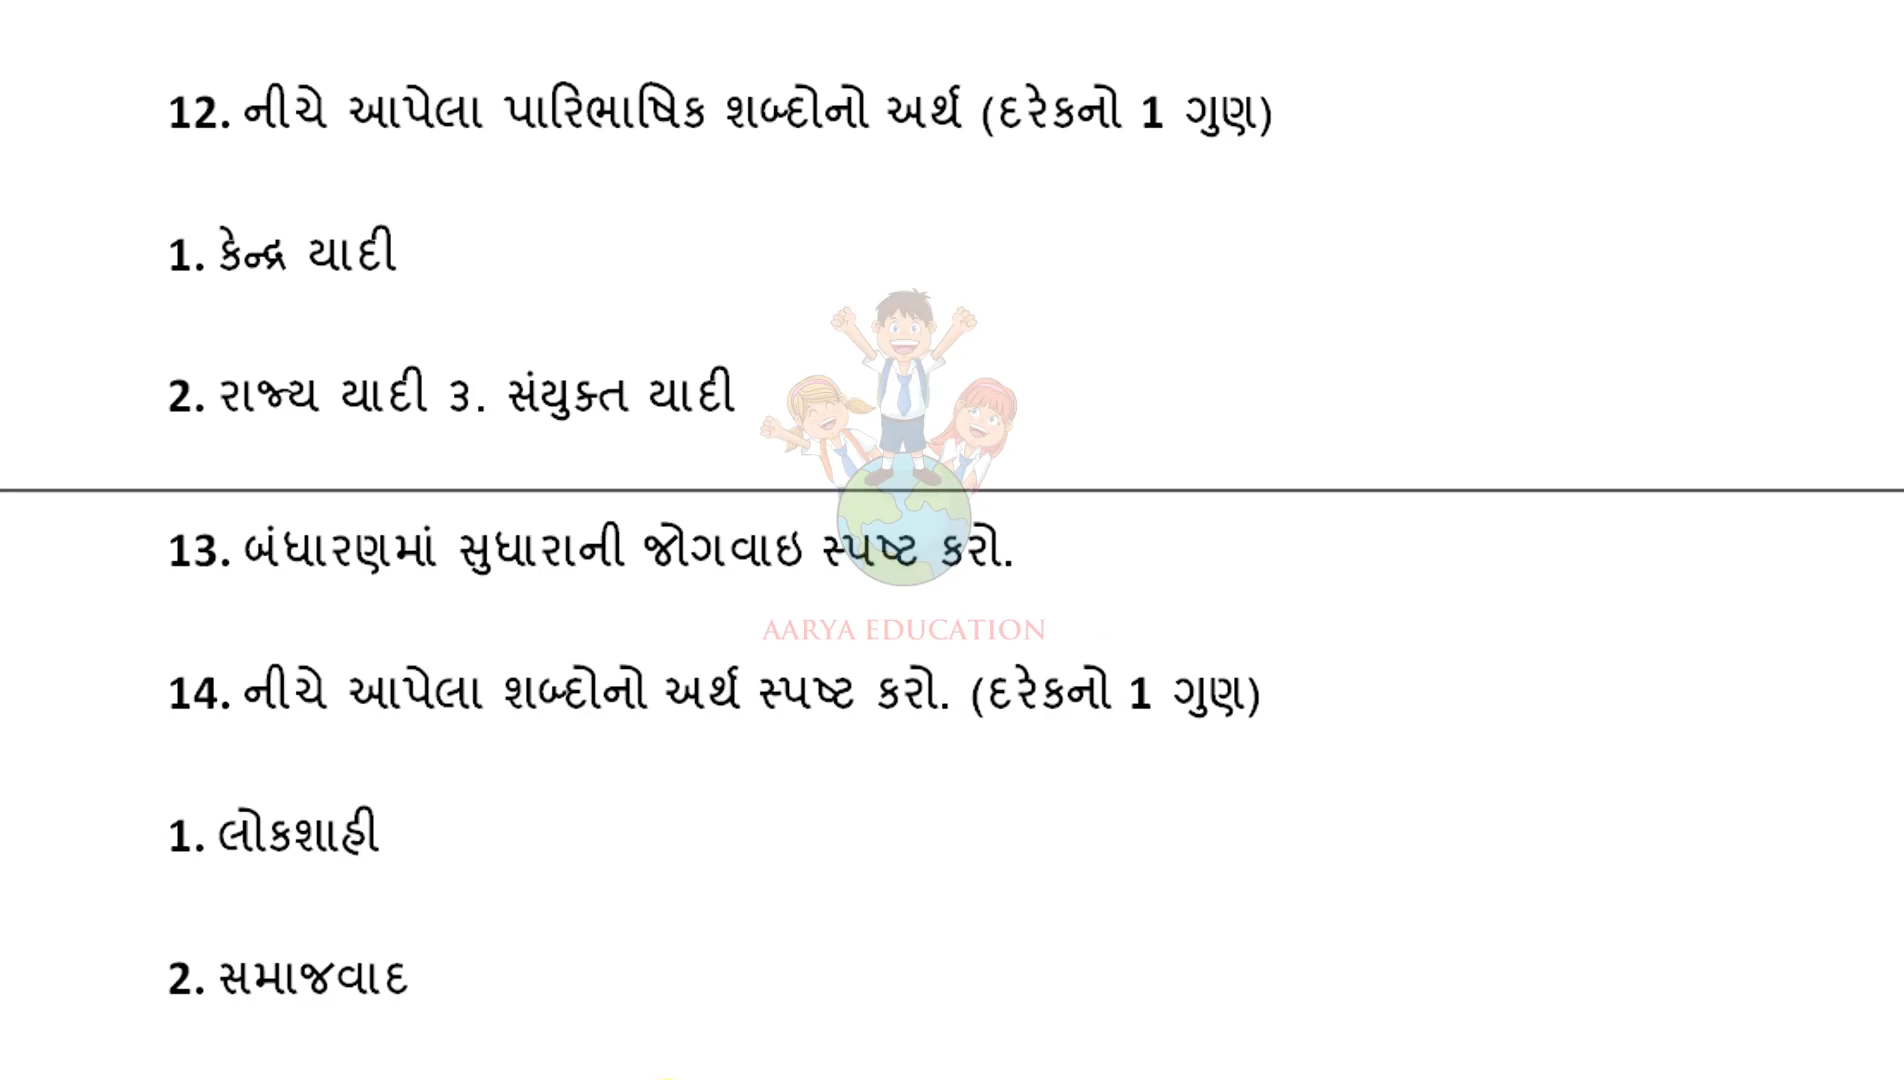 12. નીચે આપેલા પારિભાષિક શબ્દોનો અર્થ (દરેકનો 1 ગુણ)
1. કેન્દ્ર યાદી
2. રાજ્ય યાદી ૩. સંયુક્ત યાદી
13. બંધારણમાં સુધારાની જોગવાઇ સ્પષ્ટ કરો.
AARYA EDUCATION
14. નીચે આપેલા શબ્દોનો અર્થ સ્પષ્ટ કરો. (દરેકનો 1 ગુણ)
1. લોકશાહી
2. સમાજવાદ